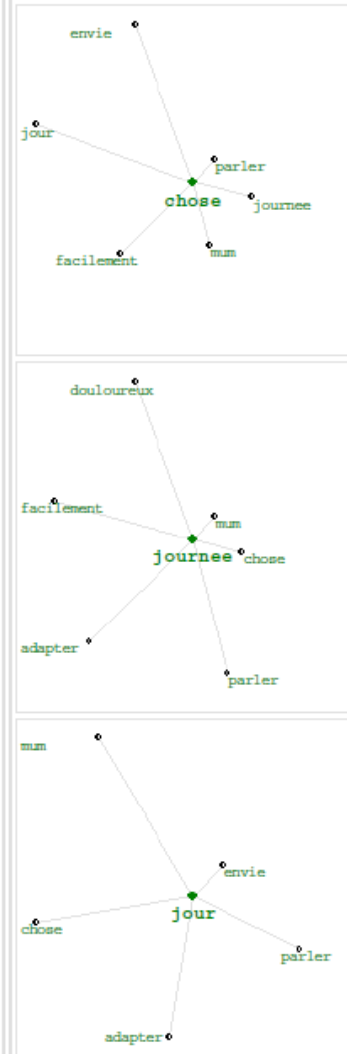 envie
jour
parler
chose
journee
mum
facilement
douloureux
facilement
mum
journee
chose
adapter
parler
mum
envie
jour
chose
parler
adapter